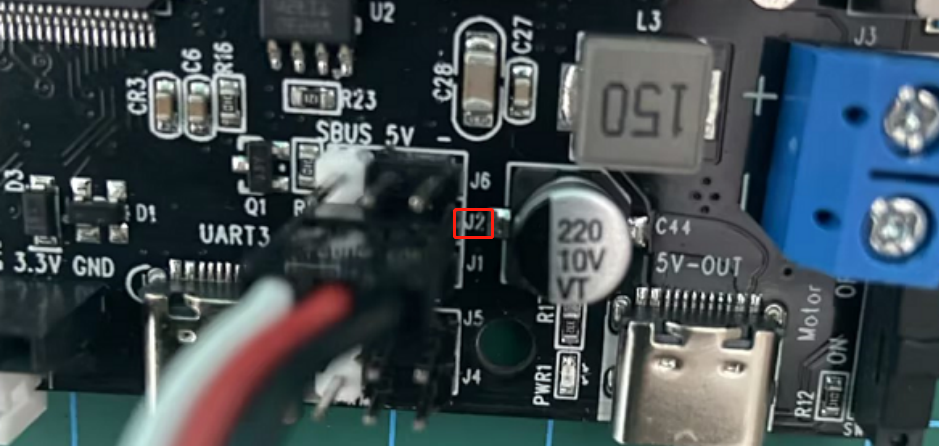 U2
L3
J3
C27
C28
C6
R16
CR3
R23
150
+
SBUS 5V -
J6
D3
D1
Q1
J2
C44
220
10V
VT
UART3
J1
5V-OUT
3.3V GND
J5
Motor
ON
J4
PWR1
R12